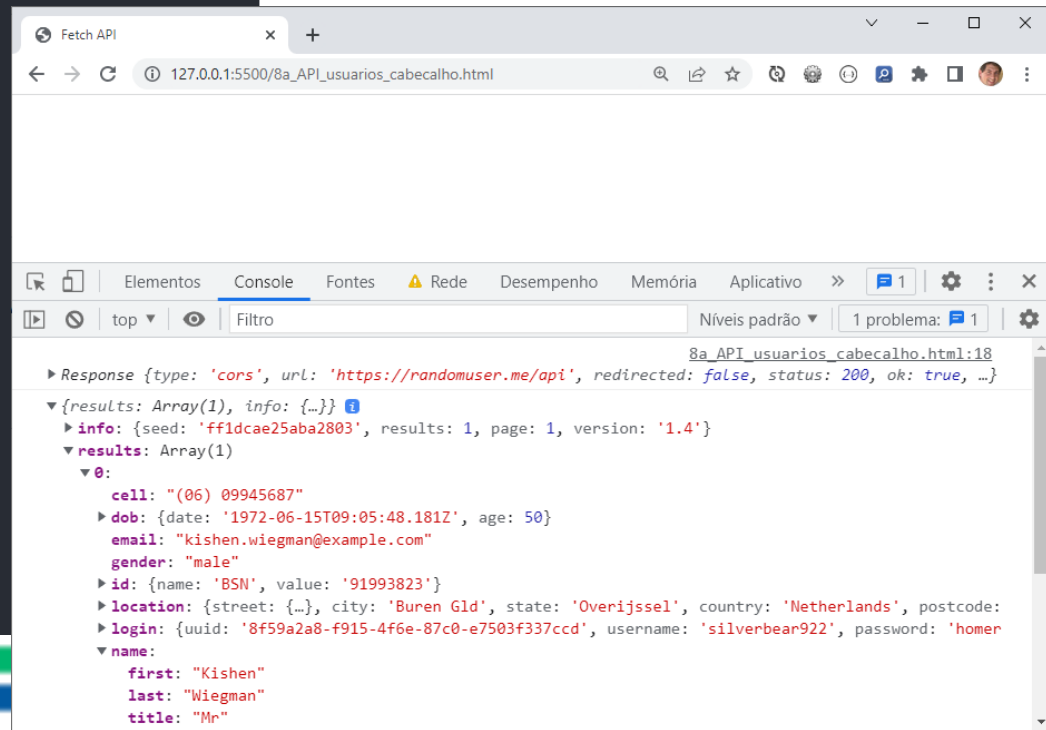 Fetch API
127.0.0.1:5500/8a_API_usuarios_cabecalho.html
Elementos Console Fontes Rede Desempenho Memória Aplicativo » 1
top ▼ Filtro Níveis padrão ▼ 1 problema: 1
8a_API_usuarios_cabecalho.html:18
▶ Response {type: 'cors', url: 'https://randomuser.me/api', redirected: false, status: 200, ok: true, …}
▼ {results: Array(1), info: {…}} i
▶ info: {seed: 'ff1dcae25aba2803', results: 1, page: 1, version: '1.4'}
▼ results: Array(1)
▼ 0:
cell: "(06) 09945687"
▶ dob: {date: '1972-06-15T09:05:48.181Z', age: 50}
email: "kishen.wiegman@example.com"
gender: "male"
▶ id: {name: 'BSN', value: '91993823'}
▶ location: {street: {…}, city: 'Buren Gld', state: 'Overijssel', country: 'Netherlands', postcode:
▶ login: {uuid: '8f59a2a8-f915-4f6e-87c0-e7503f337ccd', username: 'silverbear922', password: 'homer
▼ name:
first: "Kishen"
last: "Wiegman"
title: "Mr"